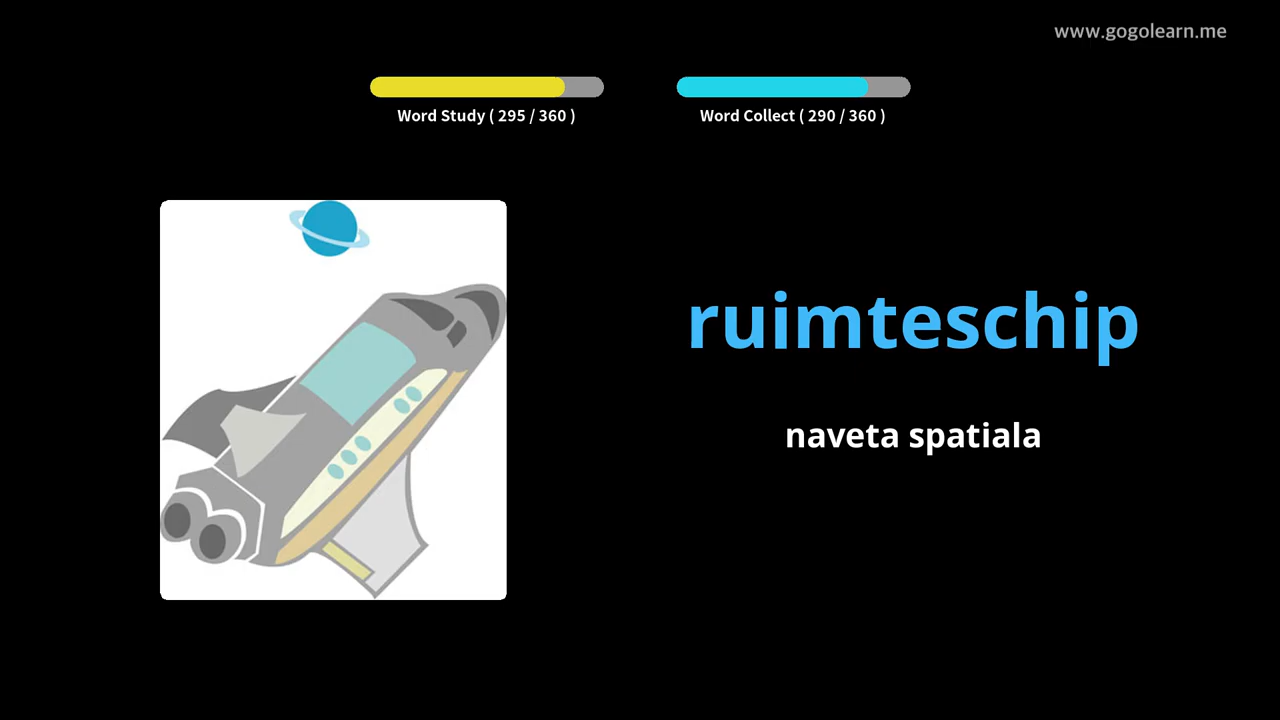 www.gogolearn.me
Word Study ( 295 / 360 )
Word Collect ( 290 / 360 )
ruimteschip
naveta spatiala